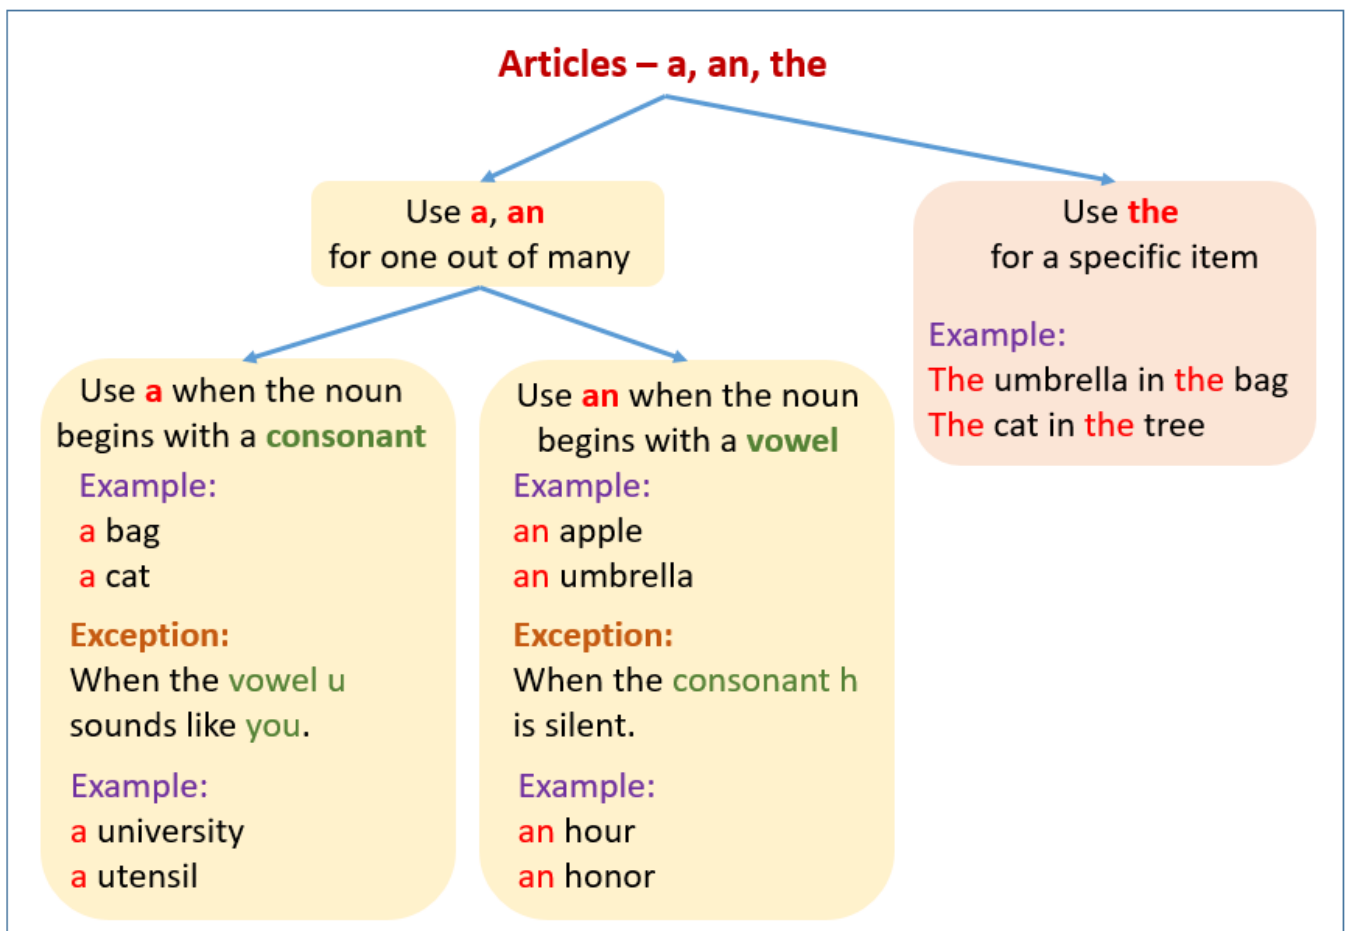 Articles – a, an, the
Use a, an
for one out of many
Use a when the noun
begins with a consonant
Example:
a bag
a cat
Exception:
When the vowel u
sounds like you.
Example:
a university
a utensil
Use an when the noun
begins with a vowel
Example:
an apple
an umbrella
Exception:
When the consonant h
is silent.
Example:
an hour
an honor
Use the
for a specific item
Example:
The umbrella in the bag
The cat in the tree